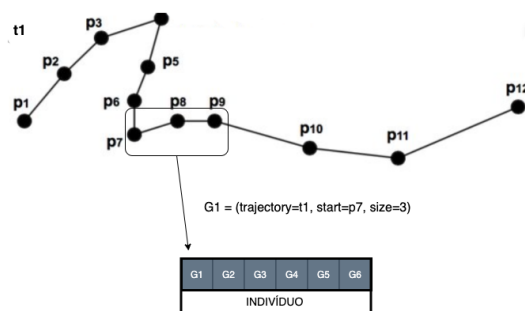 t1
p3
p2
p5
p1
p6
p8
p9
p12
p7
p10
p11
G1 = (trajectory=t1, start=p7, size=3)
G1 G2 G3 G4 G5 G6
INDIVÍDUO